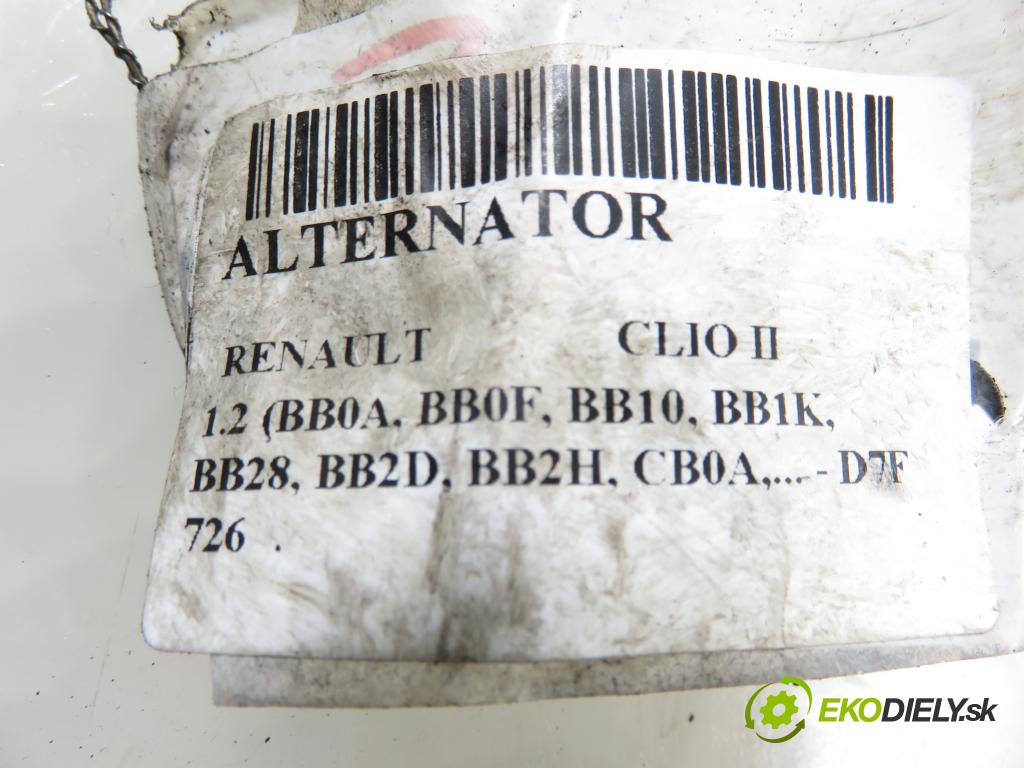 ALTERNATOR
RENAULT CLIO II
1.2 (BB0A, BB0F, BB10, BB1K,
BB28, BB2D, BB2H, CB0A,... - D7F
726 .
EKODIELY.sk